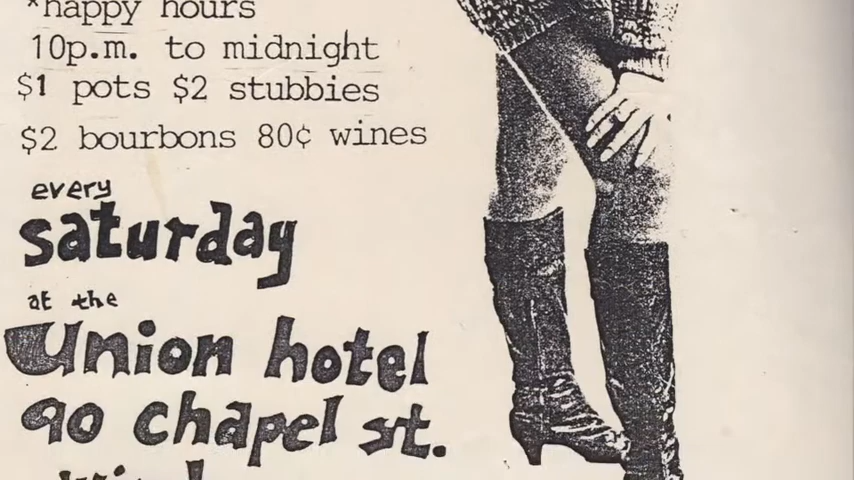 *happy hours
10p.m. to midnight
$1 pots $2 stubbies
$2 bourbons 80¢ wines
every
saturday
at the
Union hotel
90 chapel st.